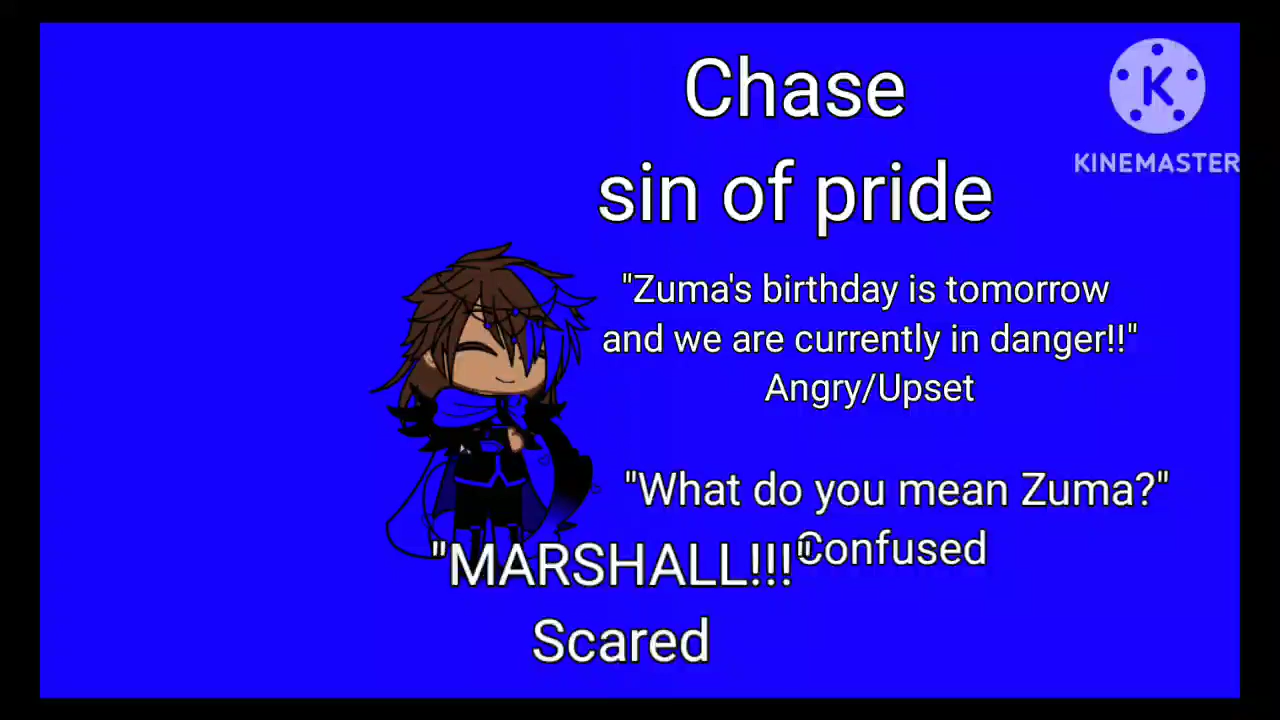 Chase
sin of pride
K
KINEMASTER
"Zuma's birthday is tomorrow
and we are currently in danger!!"
Angry/Upset
"What do you mean Zuma?"
Confused
"MARSHALL!!!"
Scared